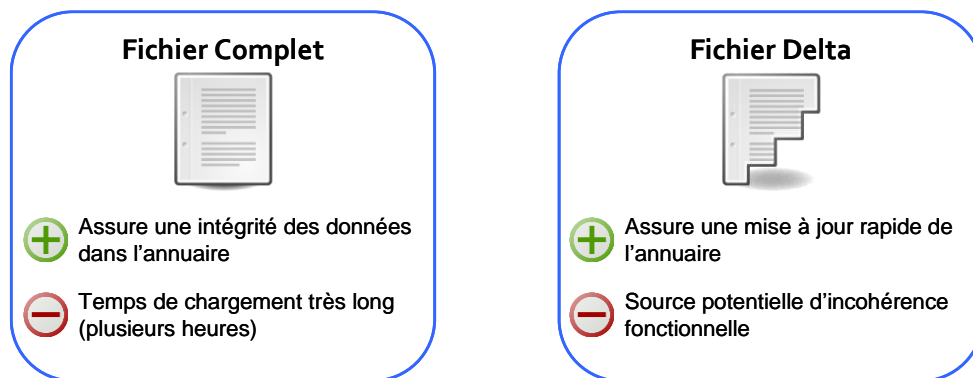 Fichier Complet
Assure une intégrité des données
dans l'annuaire
Temps de chargement très long
(plusieurs heures)
Fichier Delta
Assure une mise à jour rapide de
l'annuaire
Source potentielle d'incohérence
fonctionnelle